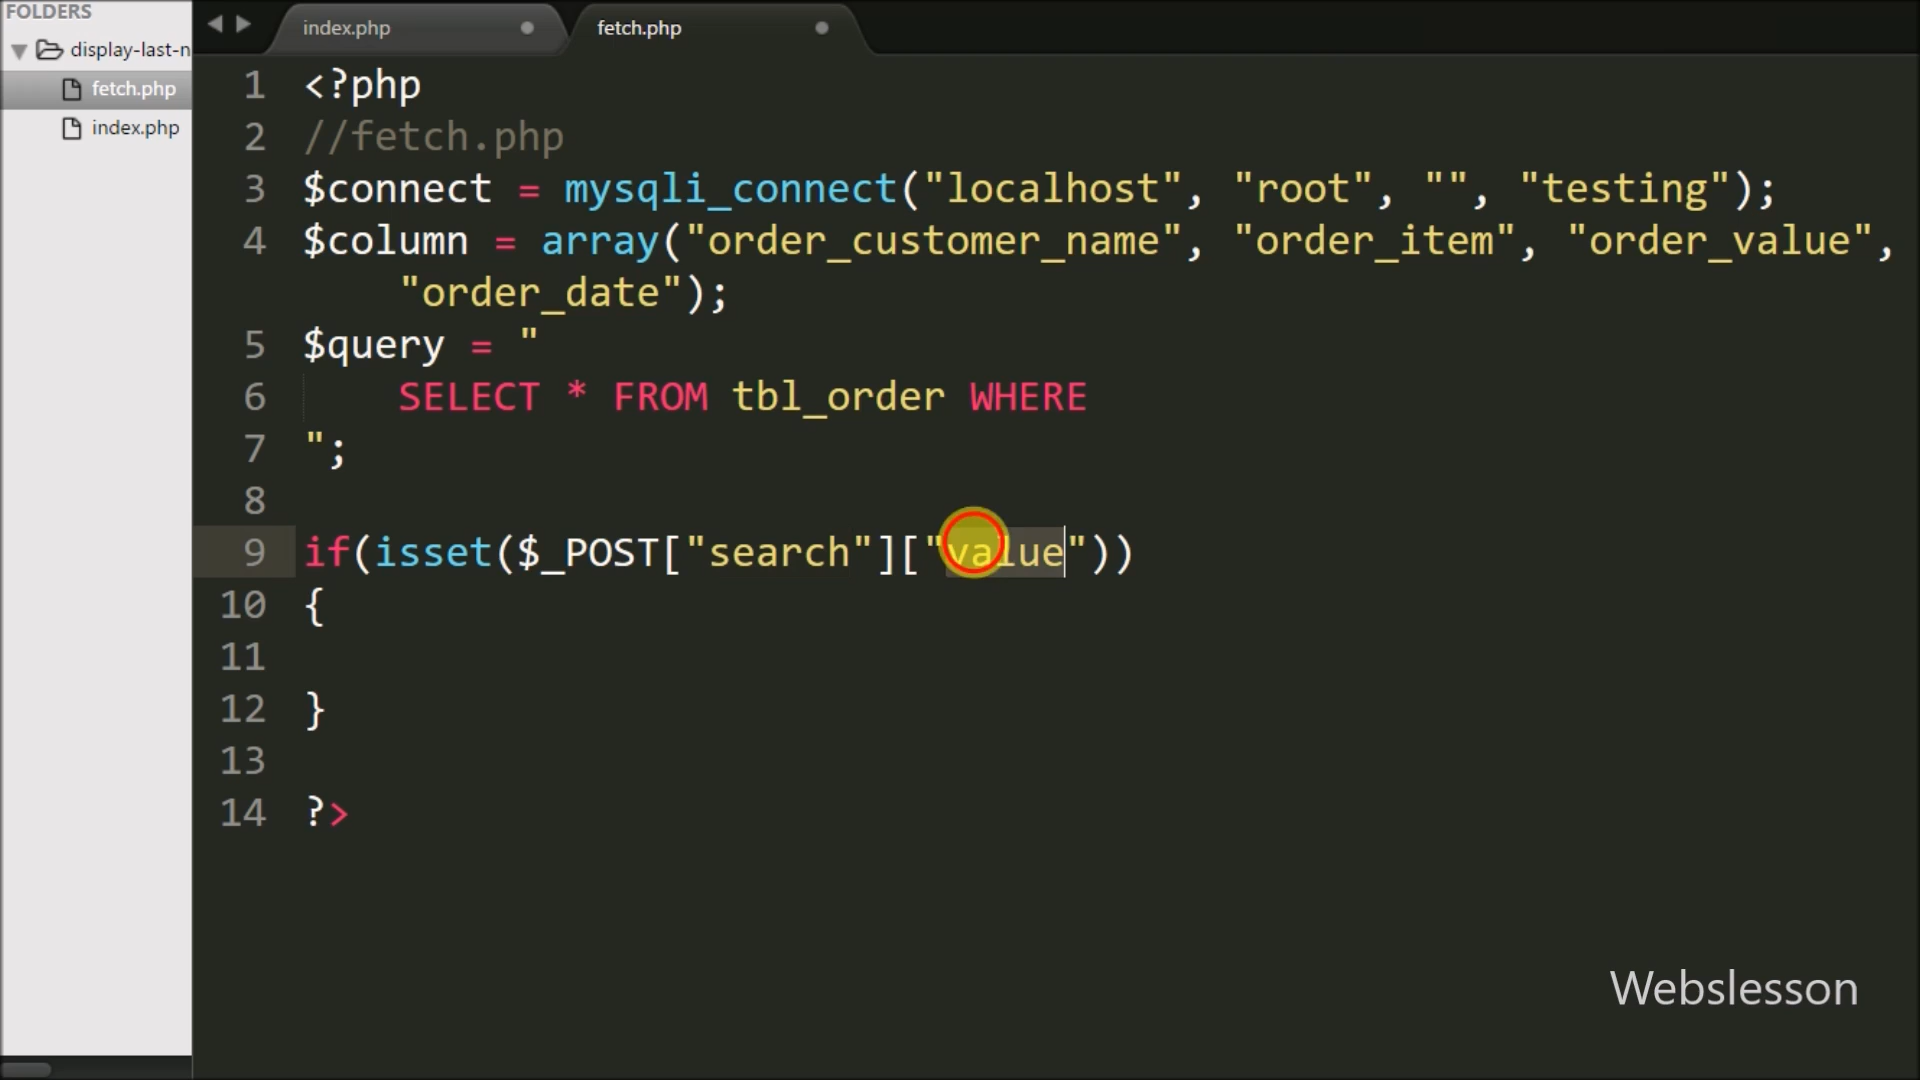 FOLDERS
display-last-n
fetch.php
index.php
index.php
fetch.php
1 <?php
2 //fetch.php
3 $connect = mysqli_connect("localhost", "root", "", "testing");
4 $column = array("order_customer_name", "order_item", "order_value",
"order_date");
5 $query = "
6 SELECT * FROM tbl_order WHERE
7 ";
8
9 if(isset($_POST["search"]["value"))
10 {
11
12 }
13
14 ?>
Webslesson